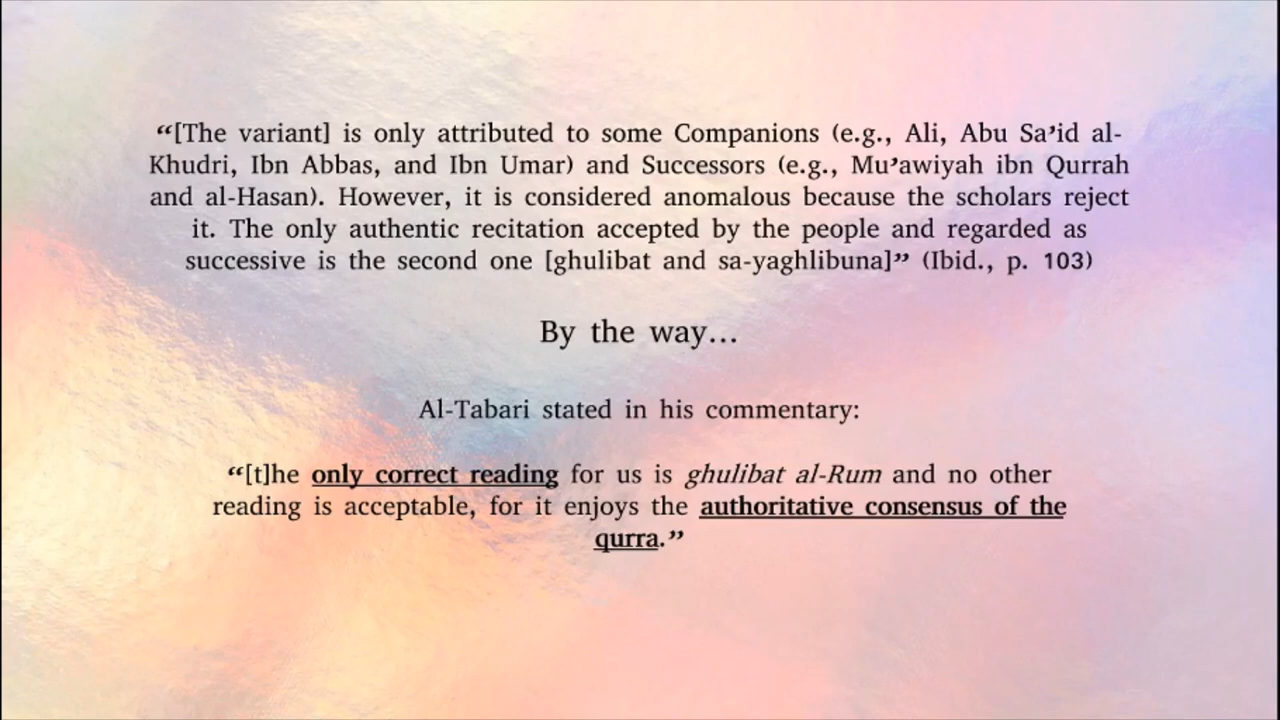 “[The variant] is only attributed to some Companions (e.g., Ali, Abu Sa’id al-
Khudri, Ibn Abbas, and Ibn Umar) and Successors (e.g., Mu’awiyah ibn Qurrah
and al-Hasan). However, it is considered anomalous because the scholars reject
it. The only authentic recitation accepted by the people and regarded as
successive is the second one [ghulibat and sa-yaghlibuna]” (Ibid., p. 103)
By the way...
Al-Tabari stated in his commentary:
“[t]he only correct reading for us is ghulibat al-Rum and no other
reading is acceptable, for it enjoys the authoritative consensus of the
qurra.”